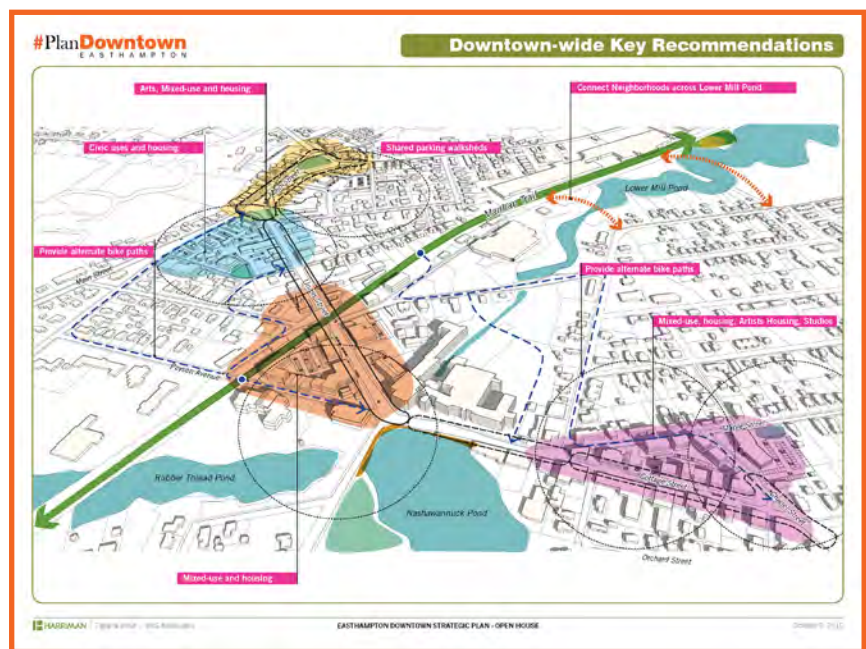 #PlanDowntown
EASTHAMPTON
Downtown-wide Key Recommendations
Arts, Mixed-use and housing
Connect Neighborhoods across Lower Mill Pond
Civic uses and housing
Shared parking walksheds
Lower Mill Pond
Manhan Trail
Provide alternate bike paths
Main Street
Provide alternate bike paths
Mixed-use, housing, Artists Housing, Studios
Payson Avenue
Rubber Thread Pond
Nashawannuck Pond
Orchard Street
Mixed-use and housing
HARRIMAN
EASTHAMPTON DOWNTOWN STRATEGIC PLAN - OPEN HOUSE